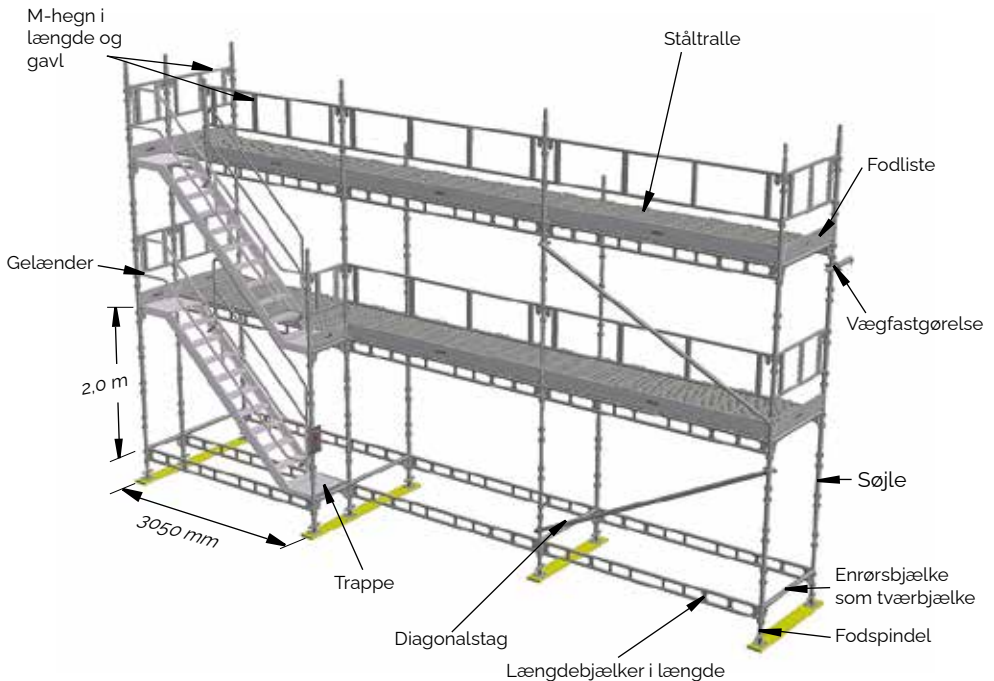 M-hegn i
længde og
gavl
Ståltralle
Fodliste
Gelænder
Vægfastgørelse
2,0 m
Søjle
3050 mm
Trappe
Enrørsbjælke
som tværbjælke
Diagonalstag
Fodspindel
Længdebjælker i længde